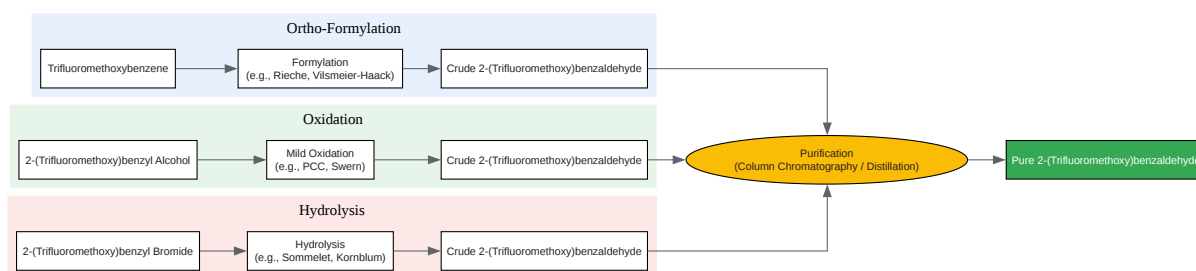 Ortho-Formylation
Trifluoromethoxybenzene
Formylation
(e.g., Rieche, Vilsmeier-Haack)
Crude 2-(Trifluoromethoxy)benzaldehyde
Oxidation
2-(Trifluoromethoxy)benzyl Alcohol
Mild Oxidation
(e.g., PCC, Swern)
Crude 2-(Trifluoromethoxy)benzaldehyde
Purification
(Column Chromatography / Distillation)
Pure 2-(Trifluoromethoxy)benzaldehyde
Hydrolysis
2-(Trifluoromethoxy)benzyl Bromide
Hydrolysis
(e.g., Sommelet, Kornblum)
Crude 2-(Trifluoromethoxy)benzaldehyde